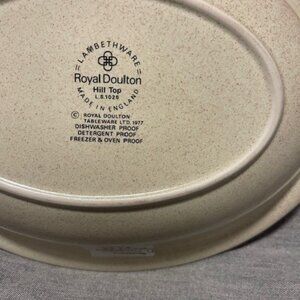 = LAMBETHWARE =
Royal Doulton
Hill Top
L.S.1025
MADE IN ENGLAND
© ROYAL DOULTON
TABLEWARE LTD. 1977
DISHWASHER PROOF
DETERGENT PROOF
FREEZER & OVEN PROOF